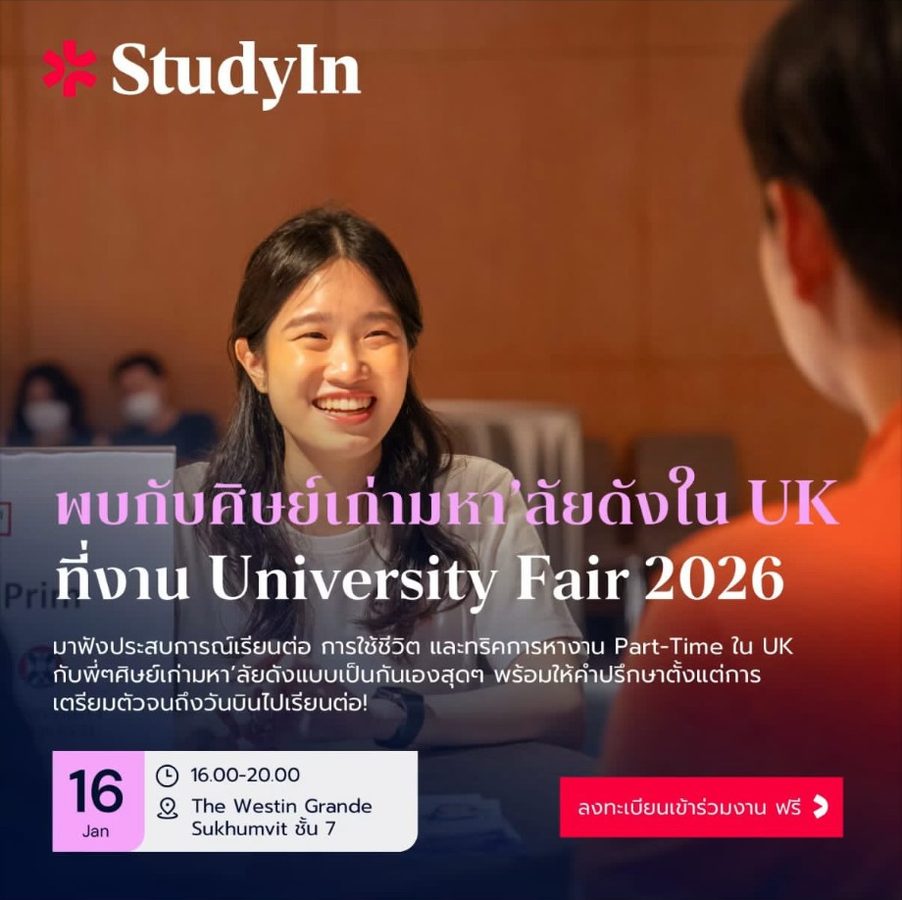 StudyIn
พบกับศิษย์เก่ามหา'ลัยดังใน UK
ที่งาน University Fair 2026
Prim
มาฟังประสบการณ์เรียนต่อ การใช้ชีวิต และทริคการหางาน Part-Time ใน UK
กับพี่ๆศิษย์เก่ามหา'ลัยดังแบบเป็นกันเองสุดๆ พร้อมให้คำปรึกษาตั้งแต่การ
เตรียมตัวจนถึงวันบินไปเรียนต่อ!
16
Jan
16.00-20.00
The Westin Grande
Sukhumvit ชั้น 7
ลงทะเบียนเข้าร่วมงาน ฟรี